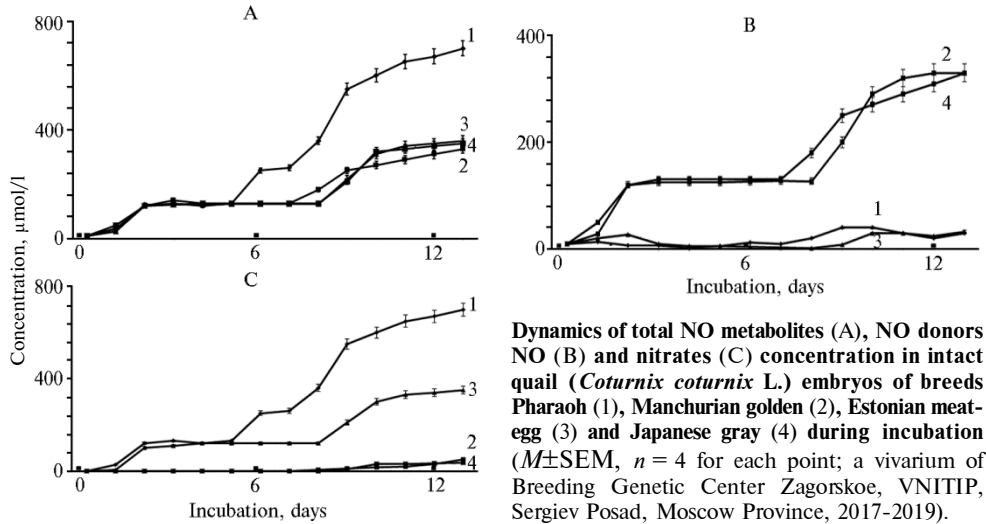 A
800
400
0
0
6
12
1
3
4
2
B
400
200
0
0
6
12
2
4
1
3
Incubation, days
Concentration, µmol/l
C
800
400
0
0
6
12
1
3
2
4
Incubation, days
Dynamics of total NO metabolites (A), NO donors
NO (B) and nitrates (C) concentration in intact
quail (Coturnix coturnix L.) embryos of breeds
Pharaoh (1), Manchurian golden (2), Estonian meat-
egg (3) and Japanese gray (4) during incubation
(M±SEM, n = 4 for each point; a vivarium of
Breeding Genetic Center Zagorskoe, VNITIP,
Sergiev Posad, Moscow Province, 2017-2019).